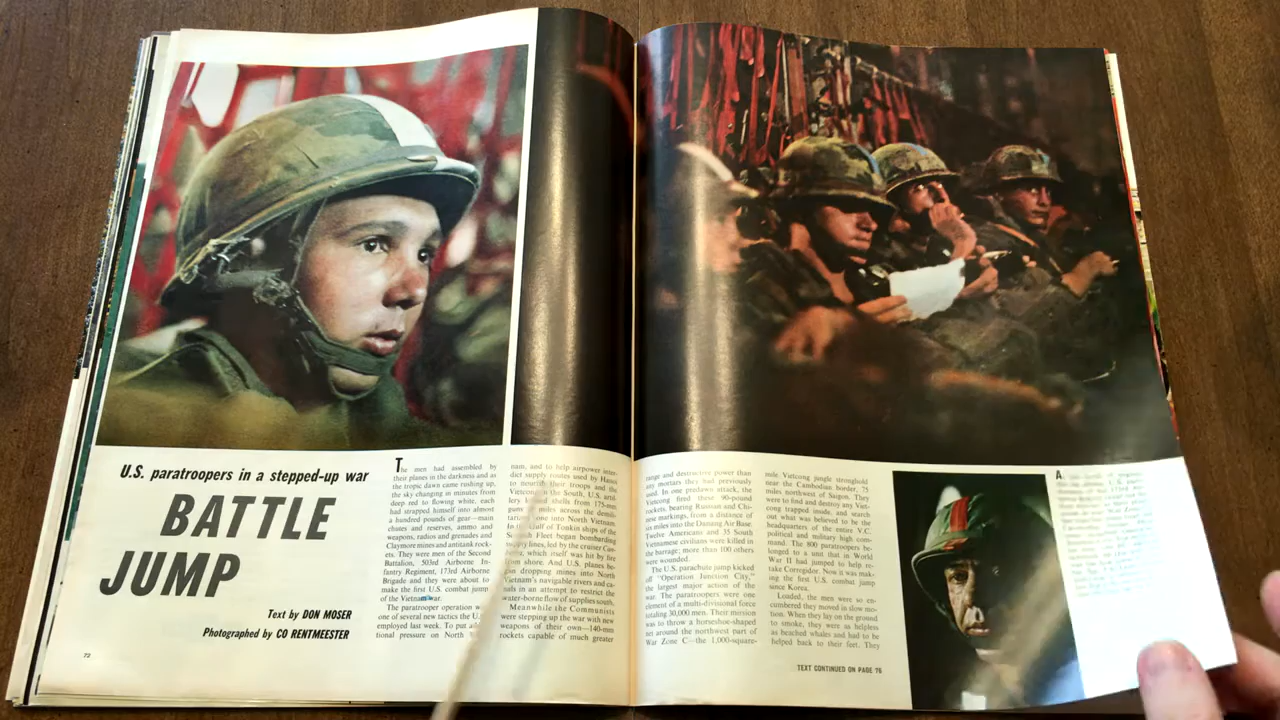 U.S. paratroopers in a stepped-up war
BATTLE
JUMP
Text by DON MOSER
Photographed by CO RENTMEESTER
72
The men had assembled by
their planes in the darkness and as
the tropic dawn came rushing up,
the sky changing in minutes from
deep red to flowing white, each
had strapped himself into almost
a hundred pounds of gear—main
chutes and reserves, ammo and
weapons, radios and grenades and
Claymore mines and antitank rock-
ets. They were men of the Second
Battalion, 503rd Airborne In-
fantry Regiment, 173rd Airborne
Brigade and they were about to
make the first U.S. combat jump
of the Vietnam war.
The paratroop operation was
one of several new tactics the U.S.
employed last week. To put
tional pressure on North
nam, and to help airpower inter-
dict supply routes used by Hanoi
to nourish their troops and the
Vietcong in the South, U.S. arti-
shells from 175-mm
guns miles across the demili-
zone into North Vietnam.
In Gulf of Tonkin ships of the
Fleet began bombarding
supply lines, led by the cruiser Can-
which itself was hit by fire
from shore. And U.S. planes be-
gan dropping mines into North
Vietnam's navigable rivers and ca-
nals in an attempt to restrict the
water-borne flow of supplies south.
Meanwhile the Communists
were stepping up the war with new
weapons of their own—140-mm
rockets capable of much greater
range and destructive power than
any mortars they had previously
used. In one predawn attack, the
Vietcong fired these 90-pound
rockets, bearing Russian and Chi-
nese markings, from a distance of
six miles into the Danang Air Base.
Twelve Americans and 35 South
Vietnamese civilians were killed in
the barrage; more than 100 others
were wounded.
The U.S. parachute jump kicked
off "Operation Junction City,"
the largest major action of the
war. The paratroopers were one
element of a multi-divisional force
totaling 30,000 men. Their mission
was to throw a horseshoe-shaped
net around the northwest part of
War Zone C—the 1,000-square-
mile Vietcong jungle stronghold
near the Cambodian border, 75
miles northwest of Saigon. They
were to find and destroy any Viet-
cong trapped inside, and search
out what was believed to be the
headquarters of the entire V.C.
political and military high com-
mand. The 800 paratroopers be-
longed to a unit that in World
War II had jumped to help re-
take Corregidor. Now it was mak-
ing the first U.S. combat jump
since Korea.
Loaded, the men were so en-
cumbered they moved in slow mo-
tion. When they lay on the ground
to smoke, they were as helpless
as beached whales and had to be
helped back to their feet. They
TEXT CONTINUED ON PAGE 76